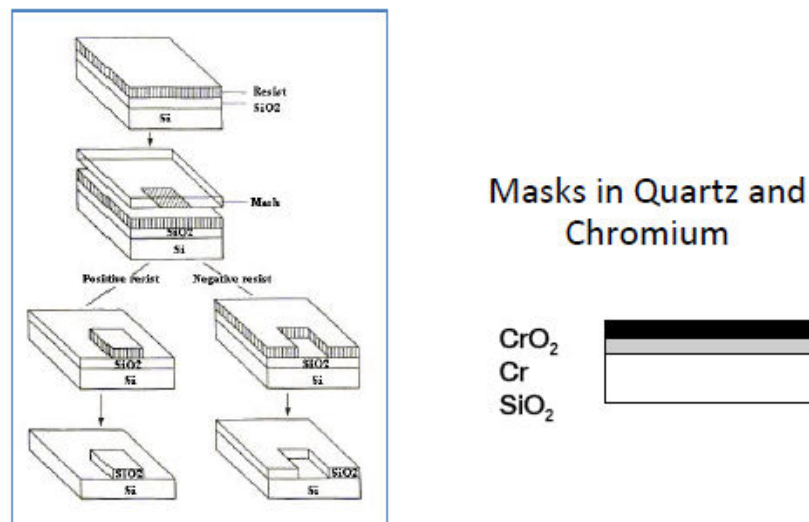 Resist
SiO2
Si
Mash
SiO2
Si
Positive resist
Negative resist
SiO2
Si
SiO2
Si
SiO2
Si
SiO2
Si
Masks in Quartz and
Chromium
CrO₂
Cr
SiO₂